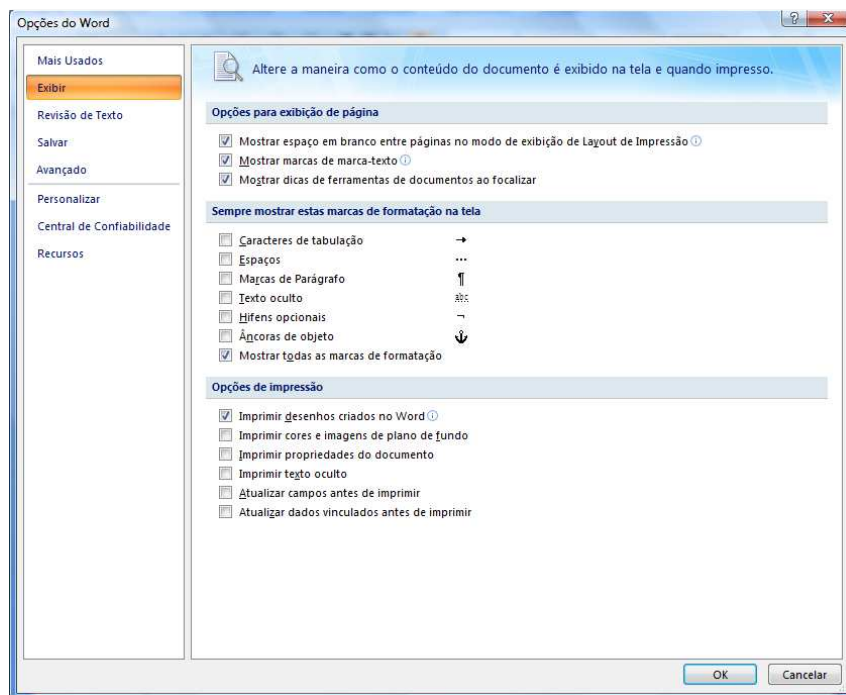 Opções do Word
Mais Usados
Exibir
Revisão de Texto
Salvar
Avançado
Personalizar
Central de Confiabilidade
Recursos
Altere a maneira como o conteúdo do documento é exibido na tela e quando impresso.
Opções para exibição de página
Mostrar espaço em branco entre páginas no modo de exibição de Layout de Impressão
Mostrar marcas de marca-texto
Mostrar dicas de ferramentas de documentos ao focalizar
Sempre mostrar estas marcas de formatação na tela
Caracteres de tabulação →
Espaços ···
Marcas de Parágrafo ¶
Texto oculto abc
Hifens opcionais ¬
Âncoras de objeto
Mostrar todas as marcas de formatação
Opções de impressão
Imprimir desenhos criados no Word
Imprimir cores e imagens de plano de fundo
Imprimir propriedades do documento
Imprimir texto oculto
Atualizar campos antes de imprimir
Atualizar dados vinculados antes de imprimir
OK Cancelar